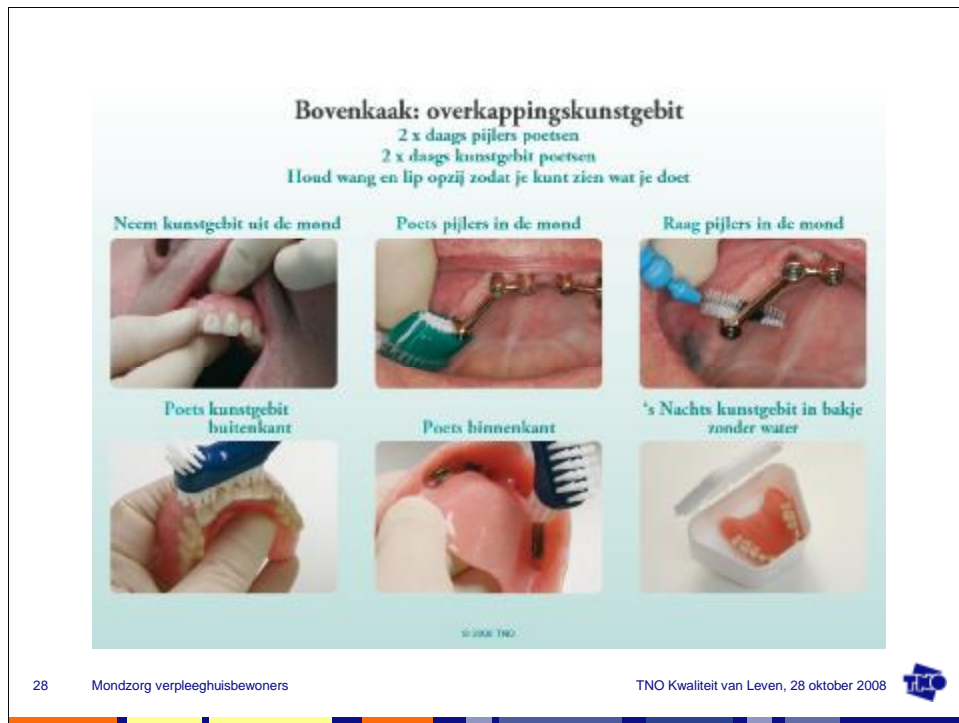 Bovenkaak: overkappingskunstgebit
2 x daags pijlers poetsen
2 x daags kunstgebit poetsen
Houd wang en lip opzij zodat je kunt zien wat je doet
Neem kunstgebit uit de mond
Poets pijlers in de mond
Raag pijlers in de mond
Poets kunstgebit
buitenkant
Poets binnenkant
's Nachts kunstgebit in bakje
zonder water
© 2008 TNO
28 Mondzorg verpleeghuisbewoners TNO Kwaliteit van Leven, 28 oktober 2008 TNO